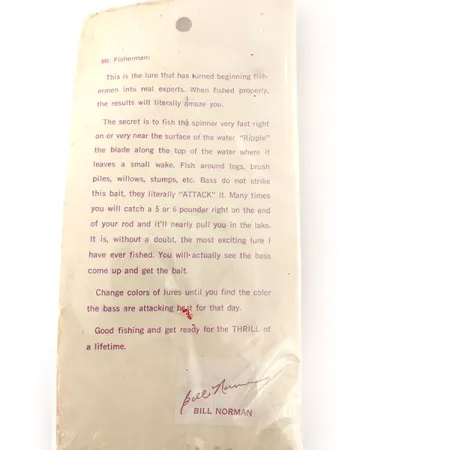 Mr. Fisherman:
This is the lure that has turned beginning fish-
ermen into real experts. When fished properly,
the results will literally amaze you.
The secret is to fish the spinner very fast right
on or very near the surface of the water "Ripple"
the blade along the top of the water where it
leaves a small wake. Fish around logs, brush
piles, willows, stumps, etc. Bass do not strike
this bait, they literally "ATTACK" it. Many times
you will catch a 5 or 6 pounder right on the end
of your rod and it'll nearly pull you in the lake.
It is, without a doubt, the most exciting lure I
have ever fished. You will actually see the bass
come up and get the bait.
Change colors of lures until you find the color
the bass are attacking best for that day.
Good fishing and get ready for the THRILL of
a lifetime.
Bill Norman
BILL NORMAN